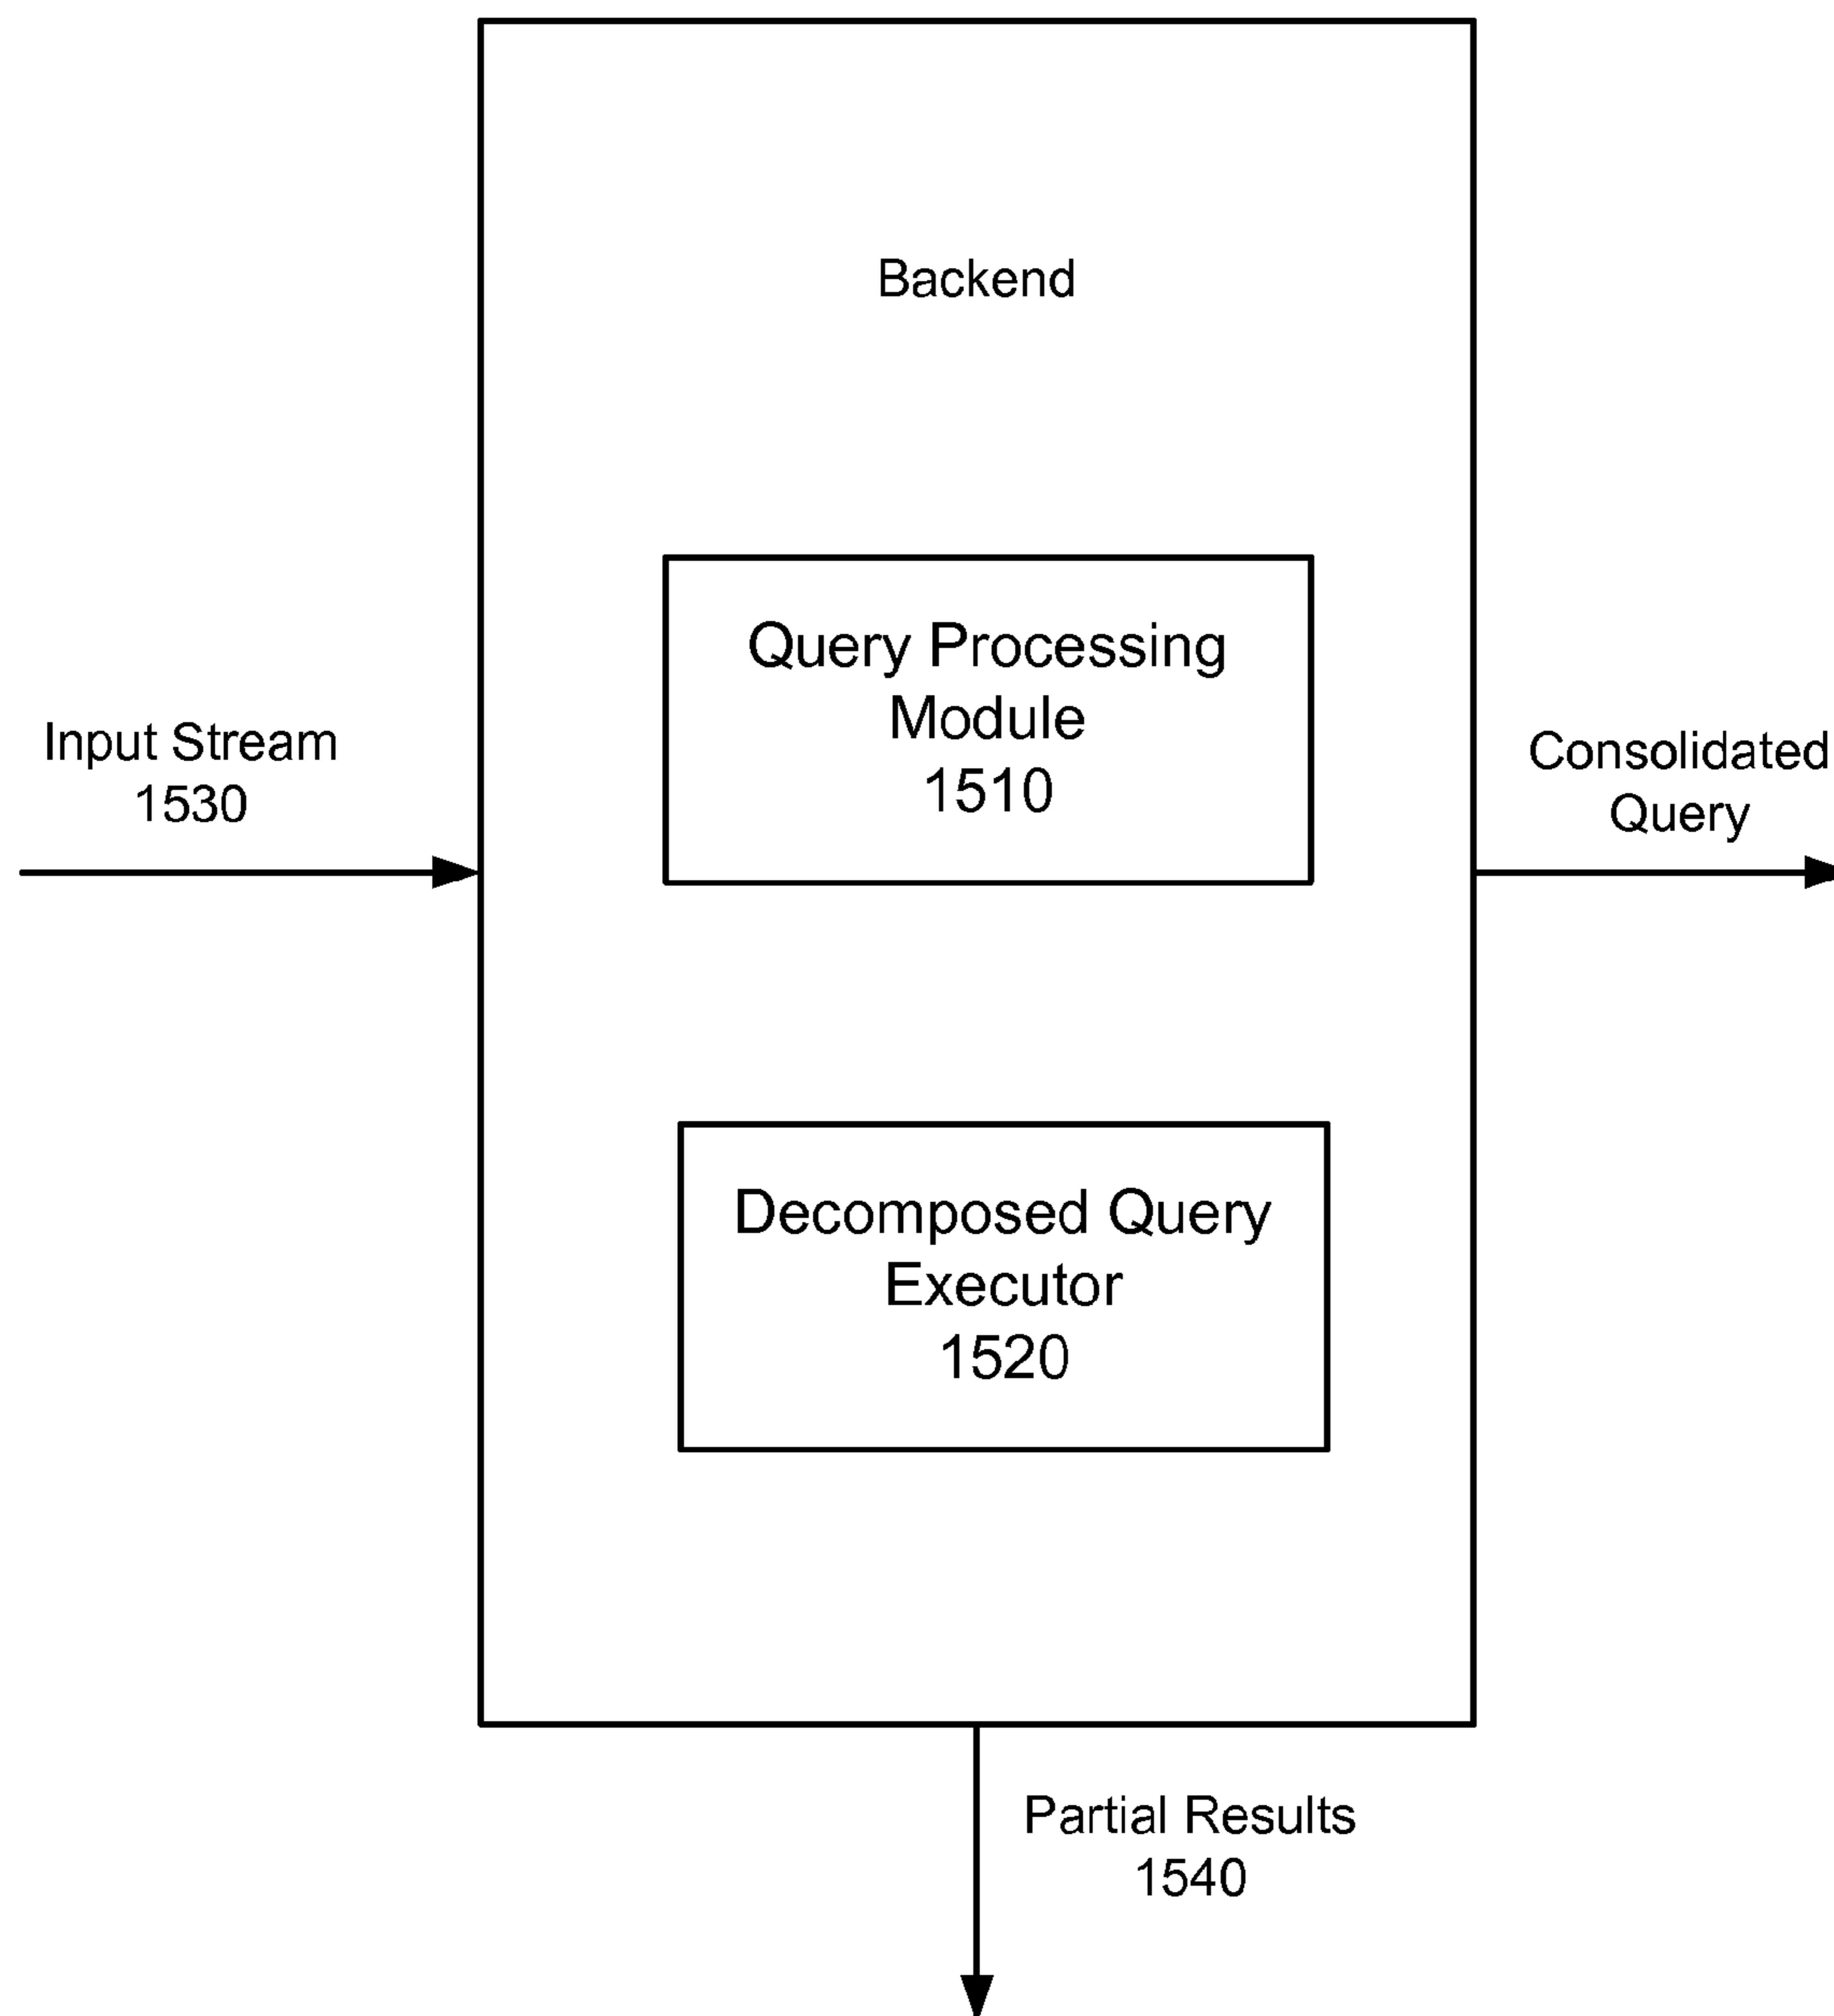 Backend
Query Processing
Module
1510
Input Stream
1530
Consolidated
Query
Decomposed Query
Executor
1520
Partial Results
1540